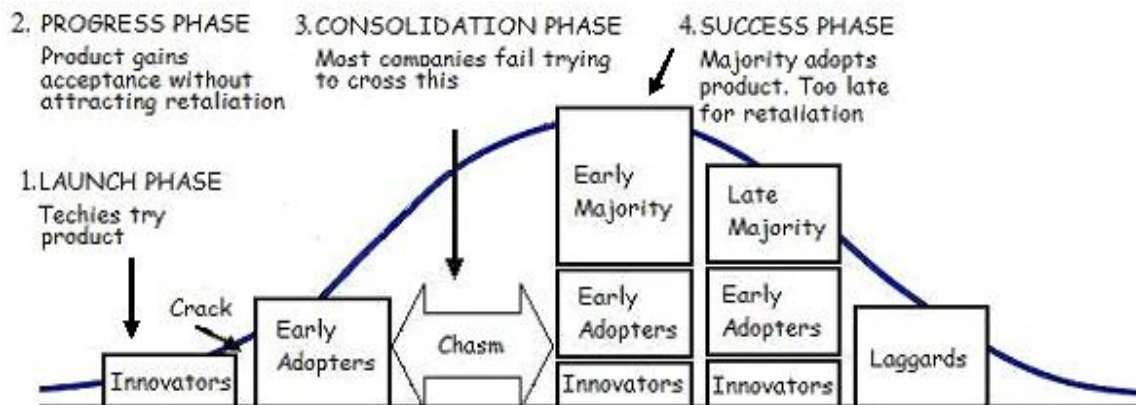 2. PROGRESS PHASE
Product gains
acceptance without
attracting retaliation
3. CONSOLIDATION PHASE
Most companies fail trying
to cross this
4. SUCCESS PHASE
Majority adopts
product. Too late
for retaliation
1. LAUNCH PHASE
Techies try
product
Crack
Innovators
Early
Adopters
Chasm
Early
Majority
Early
Adopters
Innovators
Late
Majority
Early
Adopters
Innovators
Laggards